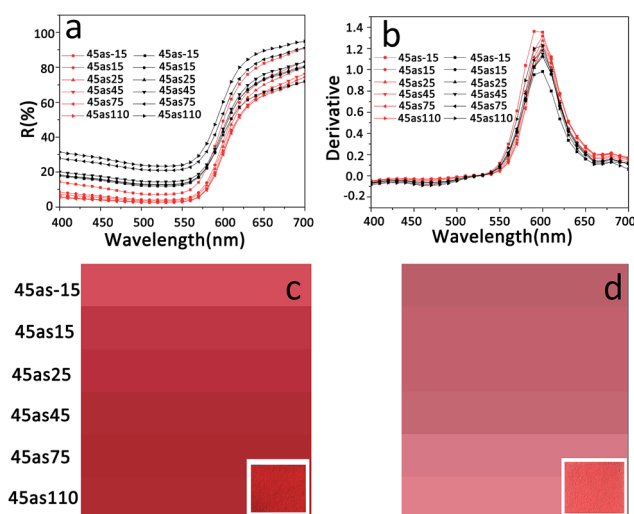 a
R(%)
100
80
60
40
20
0
45as-15 45as-15
45as15 45as15
45as25 45as25
45as45 45as45
45as75 45as75
45as110 45as110
400 450 500 550 600 650 700
Wavelength(nm)
b
Derivative
1.4
1.2
1.0
0.8
0.6
0.4
0.2
0.0
-0.2
45as-15 45as-15
45as15 45as15
45as25 45as25
45as45 45as45
45as75 45as75
45as110 45as110
400 450 500 550 600 650 700
Wavelength(nm)
c
45as-15
45as15
45as25
45as45
45as75
45as110
d